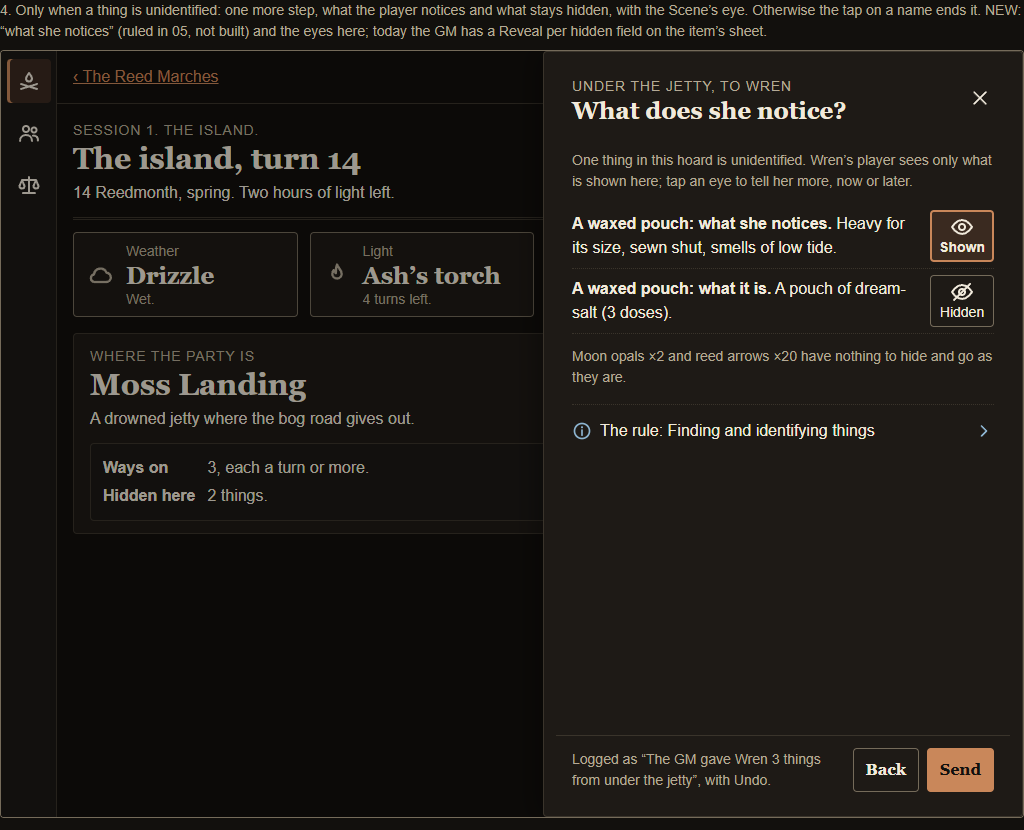 4. Only when a thing is unidentified: one more step, what the player notices and what stays hidden, with the Scene's eye. Otherwise the tap on a name ends it. NEW:
“what she notices” (ruled in 05, not built) and the eyes here; today the GM has a Reveal per hidden field on the item's sheet.
‹ The Reed Marches
SESSION 1. THE ISLAND.
The island, turn 14
14 Reedmonth, spring. Two hours of light left.
Weather
Drizzle
Wet.
Light
Ash’s torch
4 turns left.
WHERE THE PARTY IS
Moss Landing
A drowned jetty where the bog road gives out.
Ways on 3, each a turn or more.
Hidden here 2 things.
UNDER THE JETTY, TO WREN
What does she notice?
One thing in this hoard is unidentified. Wren’s player sees only what
is shown here; tap an eye to tell her more, now or later.
A waxed pouch: what she notices. Heavy for
its size, sewn shut, smells of low tide.
Shown
A waxed pouch: what it is. A pouch of dream-
salt (3 doses).
Hidden
Moon opals ×2 and reed arrows ×20 have nothing to hide and go as
they are.
The rule: Finding and identifying things
Logged as “The GM gave Wren 3 things
from under the jetty”, with Undo.
Back
Send